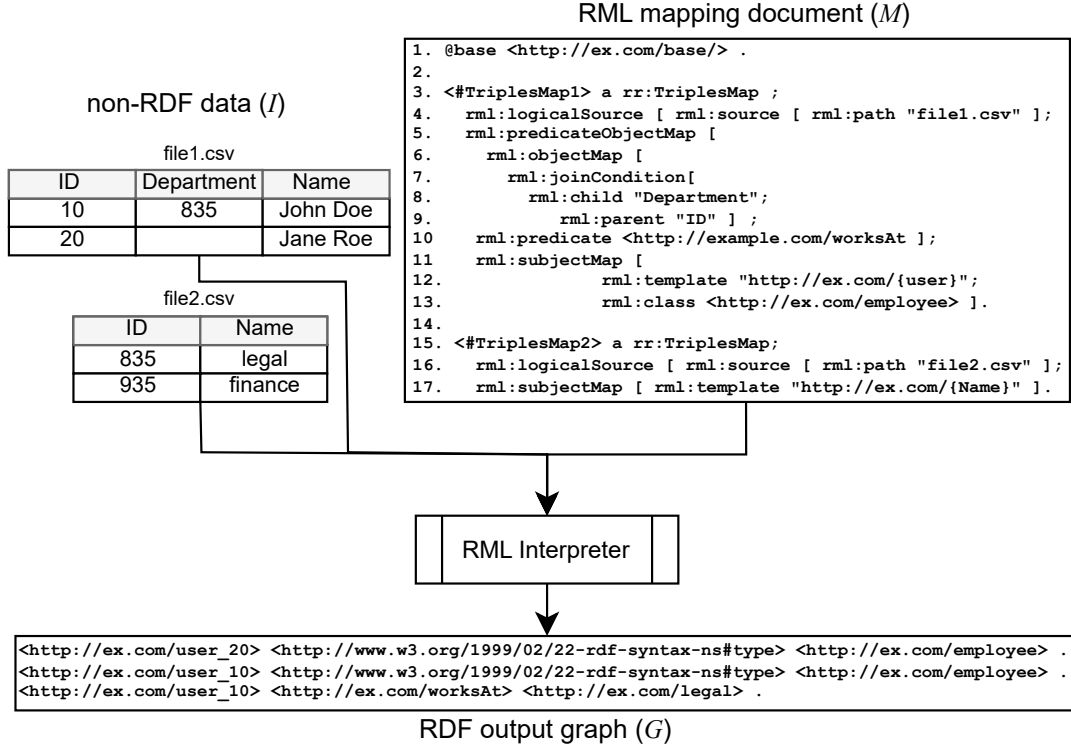 RML mapping document (M)
1. @base <http://ex.com/base/> .
2.
3. <#TriplesMap1> a rr:TriplesMap ;
4. rml:logicalSource [ rml:source [ rml:path "file1.csv" ];
5. rml:predicateObjectMap [
6. rml:objectMap [
7. rml:joinCondition[
8. rml:child "Department";
9. rml:parent "ID" ] ;
10 rml:predicate <http://example.com/worksAt ];
11 rml:subjectMap [
12. rml:template "http://ex.com/{user}";
13. rml:class <http://ex.com/employee> ].
14.
15. <#TriplesMap2> a rr:TriplesMap;
16. rml:logicalSource [ rml:source [ rml:path "file2.csv" ];
17. rml:subjectMap [ rml:template "http://ex.com/{Name}" ].
non-RDF data (I)
file1.csv
ID Department Name
10 835 John Doe
20 Jane Roe
file2.csv
ID Name
835 legal
935 finance
RML Interpreter
<http://ex.com/user_20> <http://www.w3.org/1999/02/22-rdf-syntax-ns#type> <http://ex.com/employee> .
<http://ex.com/user_10> <http://www.w3.org/1999/02/22-rdf-syntax-ns#type> <http://ex.com/employee> .
<http://ex.com/user_10> <http://ex.com/worksAt> <http://ex.com/legal> .
RDF output graph (G)